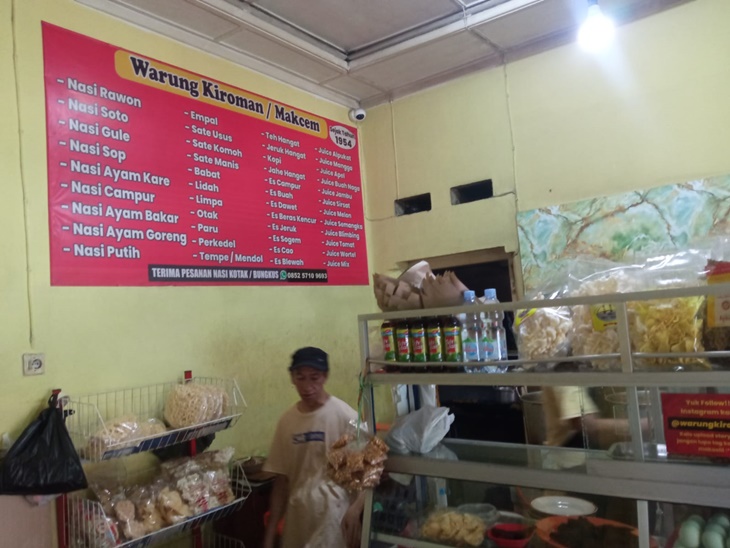 Warung Kiroman / Makcem
Sejak Tahun
1954
- Nasi Rawon
- Nasi Soto
- Nasi Gule
- Nasi Sop
- Nasi Ayam Kare
- Nasi Campur
- Nasi Ayam Bakar
- Nasi Ayam Goreng
- Nasi Putih
- Empal
- Sate Usus
- Sate Komoh
- Sate Manis
- Babat
- Lidah
- Limpa
- Otak
- Paru
- Perkedel
- Tempe / Mendol
- Teh Hangat
- Jeruk Hangat
- Kopi
- Jahe Hangat
- Es Campur
- Es Buah
- Es Dawet
- Es Beras Kencur
- Es Jeruk
- Es Sogem
- Es Cao
- Es Blewah
- Juice Alpukat
- Juice Mangga
- Juice Apel
- Juice Buah Naga
- Juice Jambu
- Juice Sirsat
- Juice Melon
- Juice Semangka
- Juice Blimbing
- Juice Tomat
- Juice Wortel
- Juice Mix
TERIMA PESANAN NASI KOTAK / BUNGKUS 0852 5710 9693
Yuk Follow!!
Instagram
@warungkiro